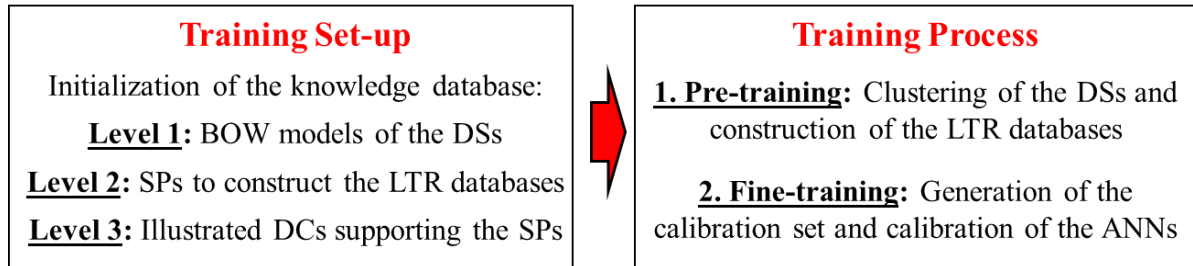 Training Set-up
Initialization of the knowledge database:
Level 1: BOW models of the DSs
Level 2: SPs to construct the LTR databases
Level 3: Illustrated DCs supporting the SPs
Training Process
1. Pre-training: Clustering of the DSs and
construction of the LTR databases
2. Fine-training: Generation of the
calibration set and calibration of the ANNs